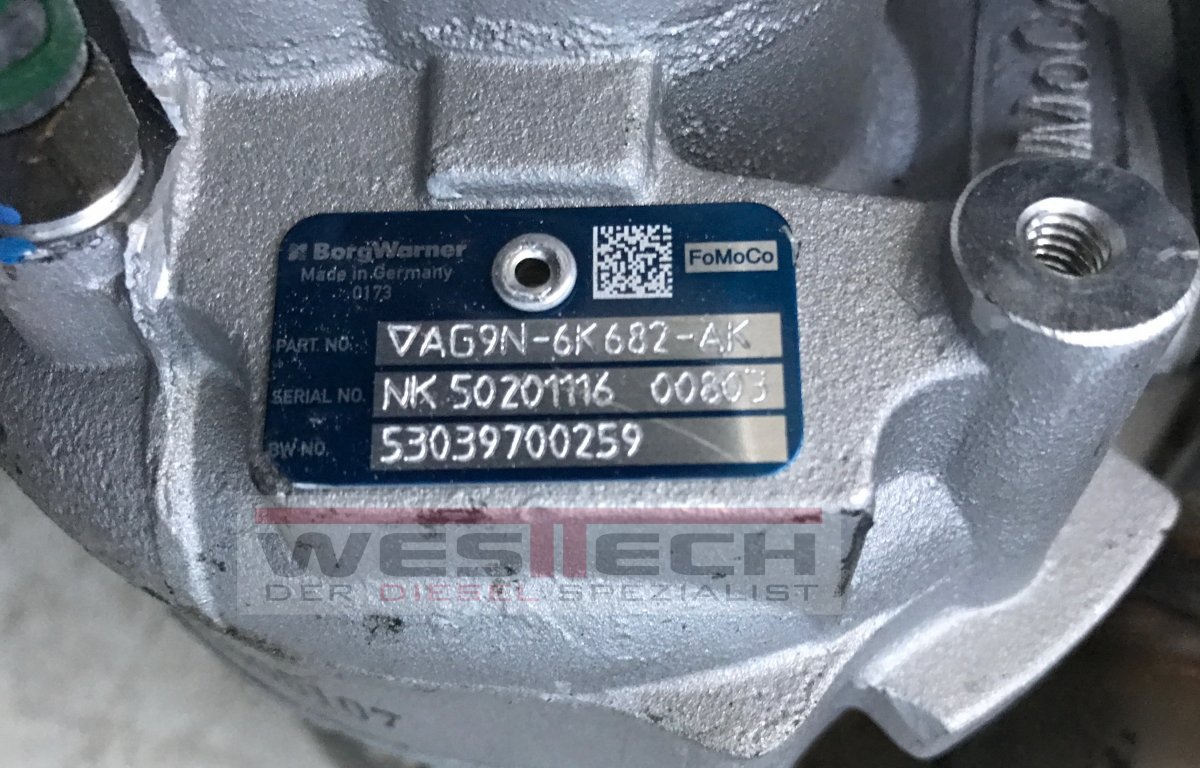 BorgWarner
Made in Germany
0173
FoMoCo
PART NO. ▽AG9N-6K682-AK
SERIAL NO. NK 50201116 00803
BW NO. 53039700259
WESTTECH
DER DIESEL SPEZIALIST
107